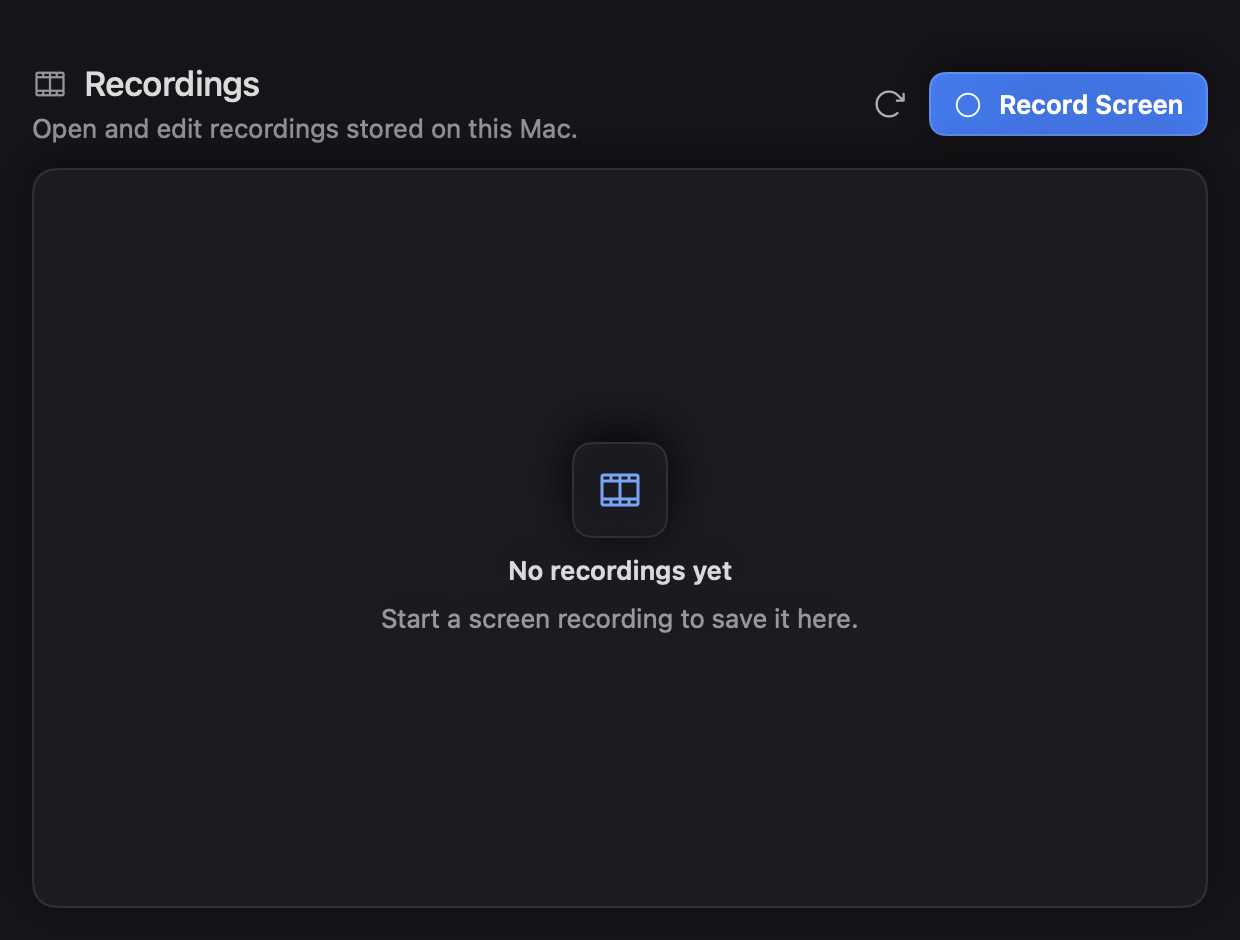 Recordings
Open and edit recordings stored on this Mac.
Record Screen
No recordings yet
Start a screen recording to save it here.